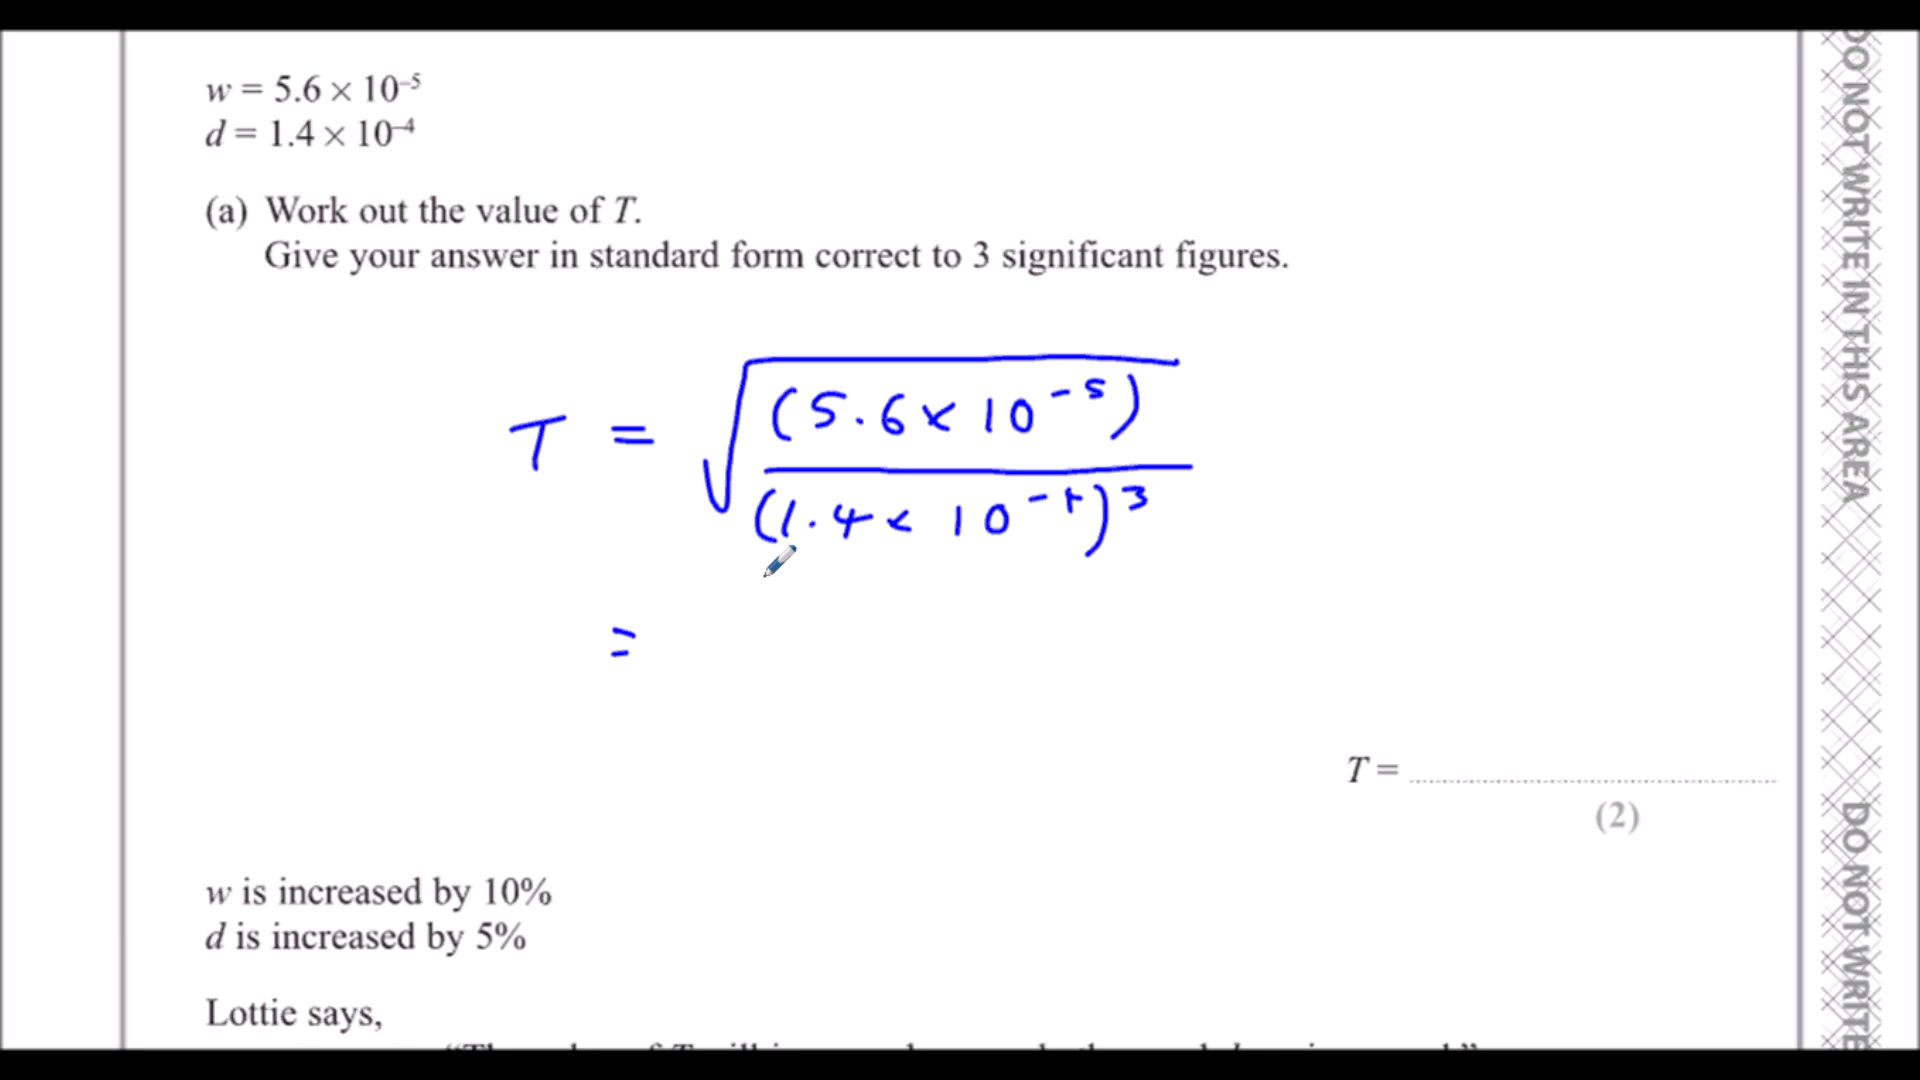 w = 5.6 × 10⁻⁵
d = 1.4 × 10⁻⁴
(a) Work out the value of T.
Give your answer in standard form correct to 3 significant figures.
T = √
(5.6 × 10⁻⁵)
(1.4 × 10⁻⁴)³
=
T = ........................................
(2)
w is increased by 10%
d is increased by 5%
Lottie says,
DO NOT WRITE IN THIS AREA
DO NOT WRITE